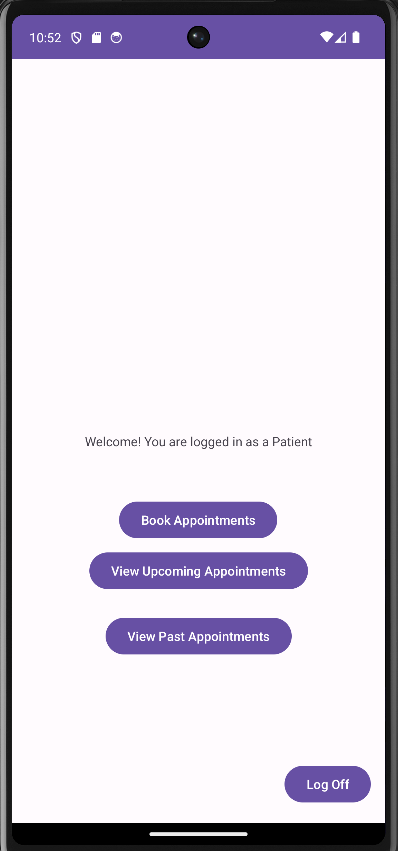 10:52
Welcome! You are logged in as a Patient
Book Appointments
View Upcoming Appointments
View Past Appointments
Log Off